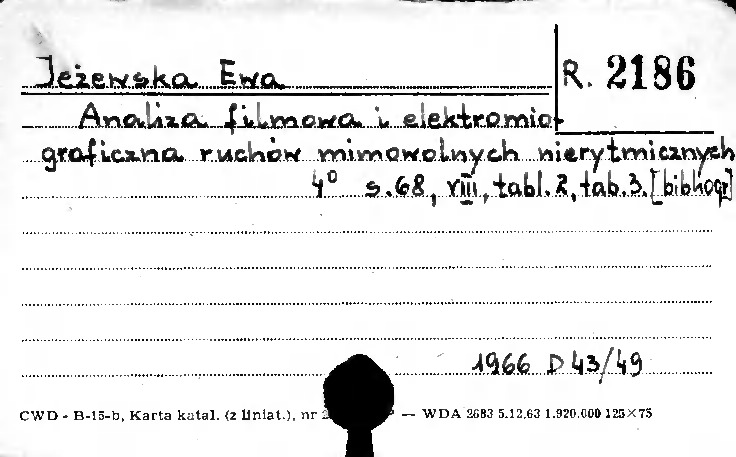 Jeżewska Ewa R. 2186
Analiza filmowa i elektromio-
graficzna ruchów mimowolnych nierytmicznych
4° s.68, VIII, tabl.2, tab.3. [bibliogr]
1966 D 43/49
CWD - B-15-b, Karta katal. (z liniat.), nr — WDA 2683 5.12.63 1.920.000 125×75